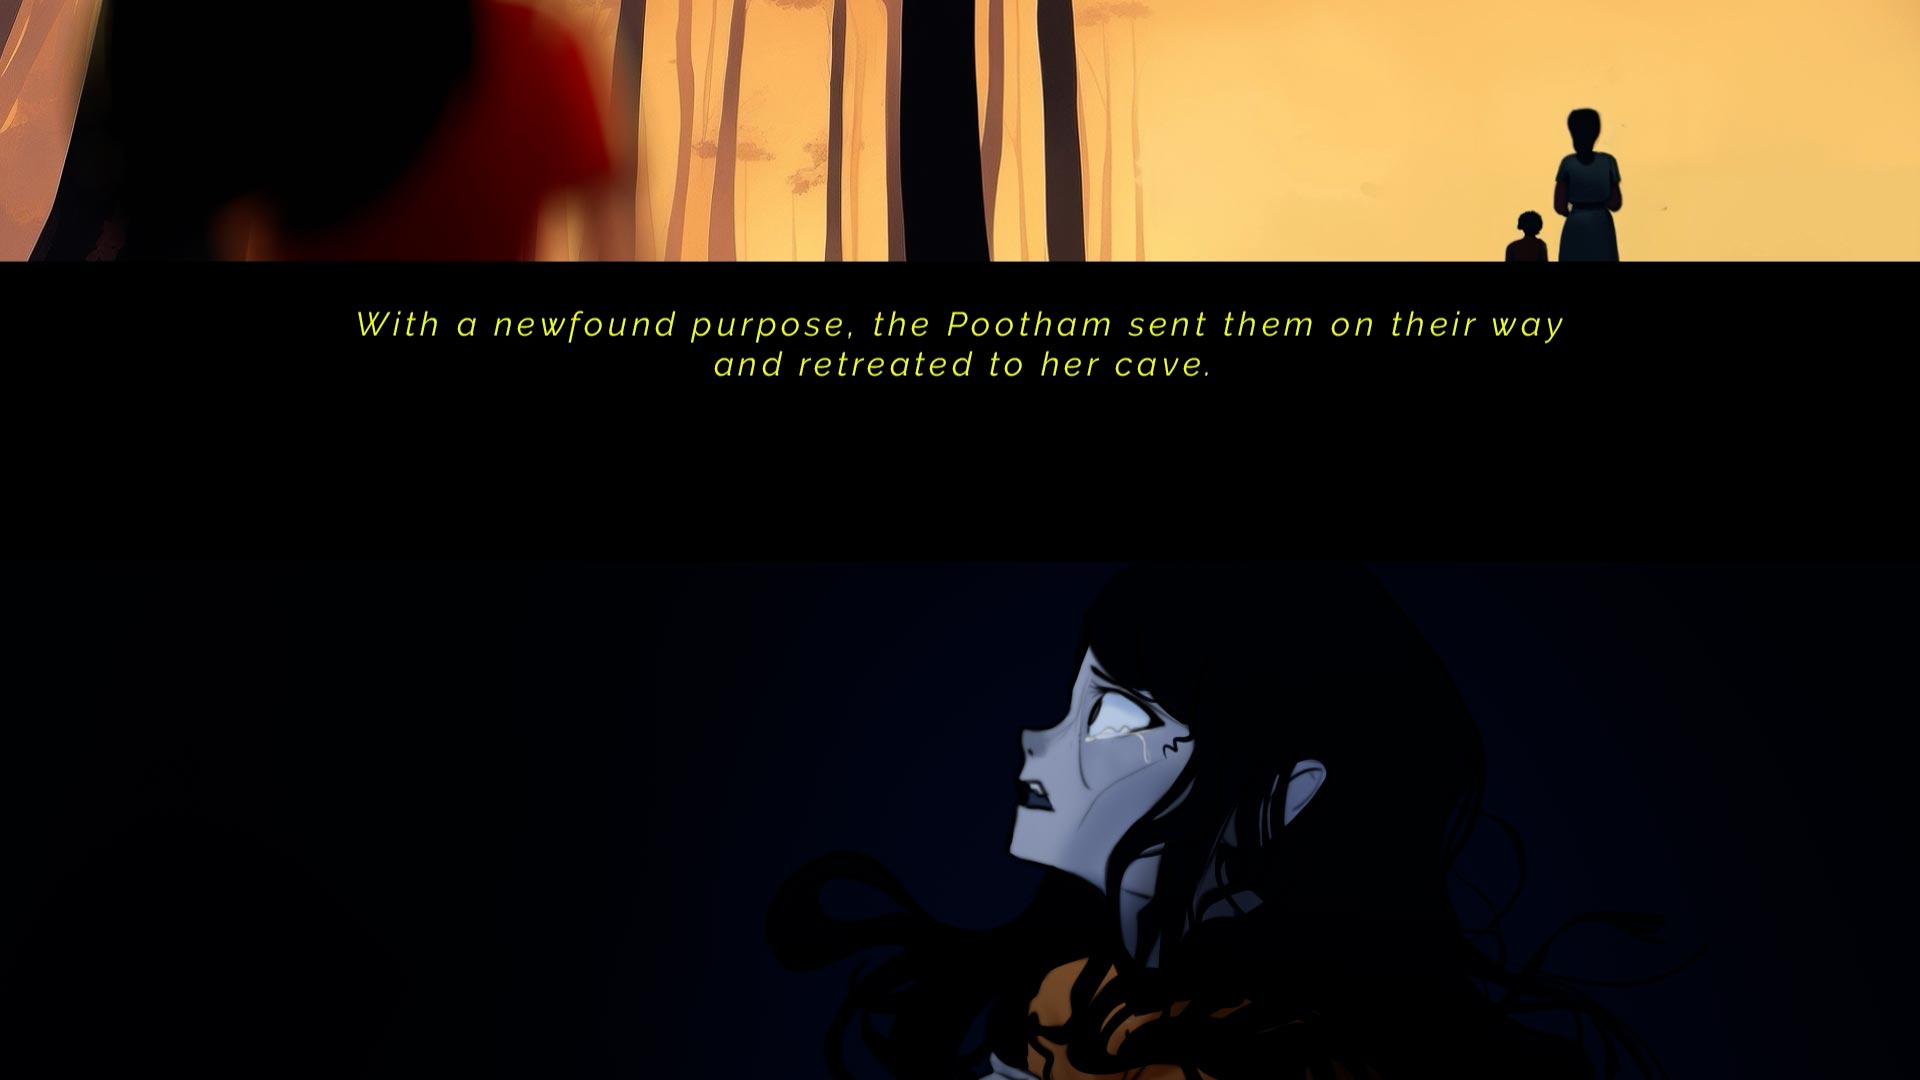 With a newfound purpose, the Pootham sent them on their way
and retreated to her cave.